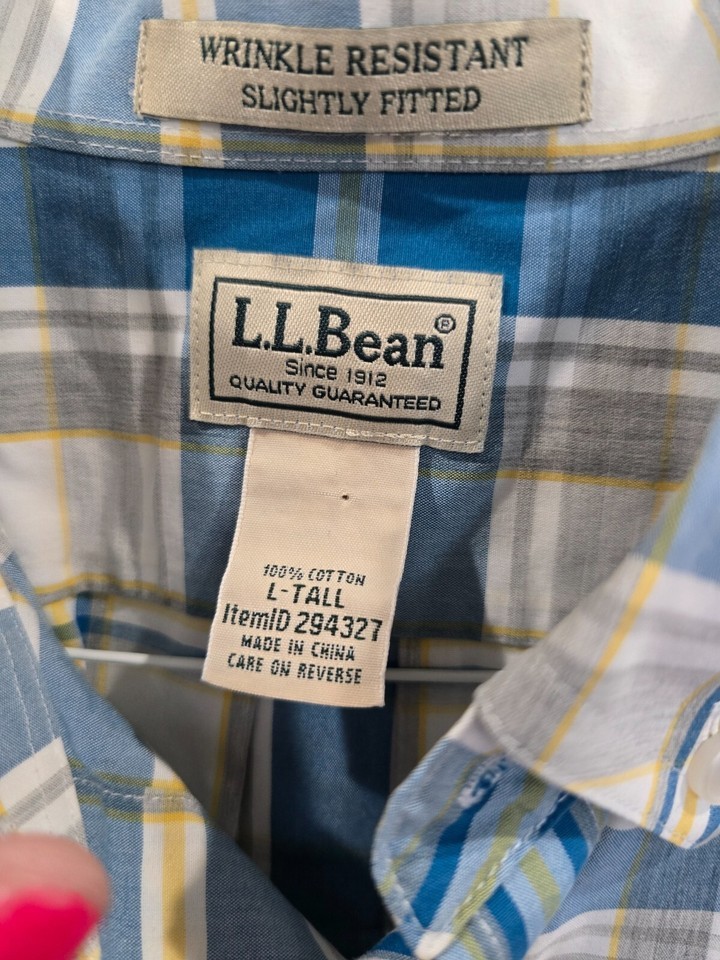 WRINKLE RESISTANT
SLIGHTLY FITTED
L.L.Bean®
Since 1912
QUALITY GUARANTEED
100% COTTON
L-TALL
ItemID 294327
MADE IN CHINA
CARE ON REVERSE